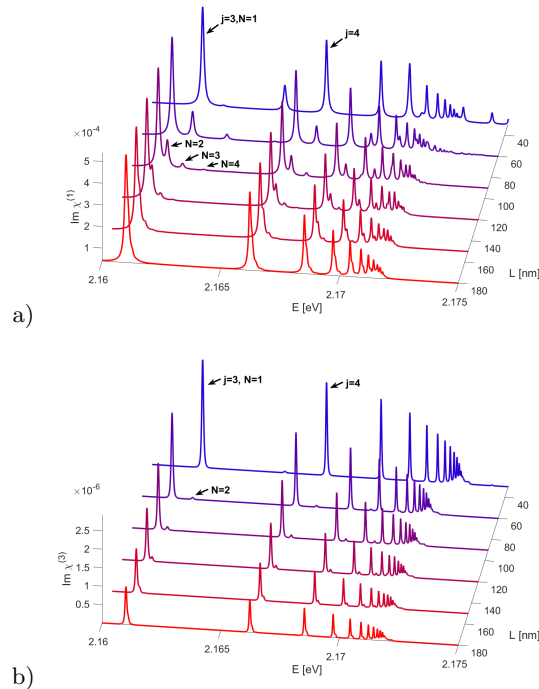 j=3,N=1
j=4
×10⁻⁴
5
4
3
2
1
Im χ⁽¹⁾
N=2
N=3
N=4
40
60
80
100
120
140
160
180
L [nm]
2.16
2.165
2.17
2.175
E [eV]
a)
j=3, N=1
j=4
×10⁻⁶
2.5
2
1.5
1
0.5
Im χ⁽³⁾
N=2
40
60
80
100
120
140
160
180
L [nm]
2.16
2.165
2.17
2.175
E [eV]
b)